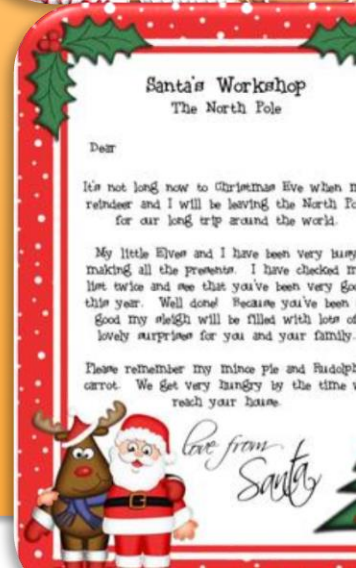 Santa's Workshop
The North Pole
Dear
It's not long now to Christmas Eve when
reindeer and I will be leaving the North
for our long trip around the world.
My little Elves and I have been very busy
making all the presents. I have checked
list twice and see that you've been very
this year. Well done! Because you've been
good my sleigh will be filled with lots of
lovely surprises for you and your family.
Please remember my mince pie and
carrot. We get very hungry by the time
reach your house.
love from
Santa